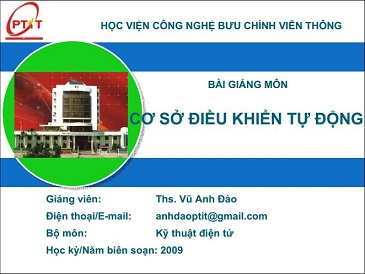 PTIT
HỌC VIỆN CÔNG NGHỆ BƯU CHÍNH VIỄN THÔNG
BÀI GIẢNG MÔN
CƠ SỞ ĐIỀU KHIỂN TỰ ĐỘNG
Giảng viên: Ths. Vũ Anh Đào
Điện thoại/E-mail: anhdaoptit@gmail.com
Bộ môn: Kỹ thuật điện tử
Học kỳ/Năm biên soạn: 2009